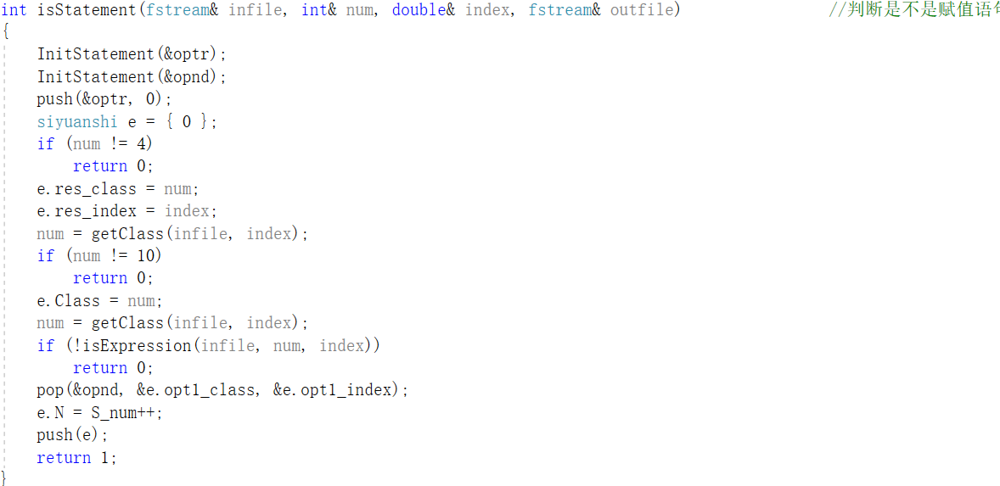 int isStatement(fstream& infile, int& num, double& index, fstream& outfile) //判断是不是赋值语
{
InitStatement(&optr);
InitStatement(&opnd);
push(&optr, 0);
siyuanshi e = { 0 };
if (num != 4)
return 0;
e.res_class = num;
e.res_index = index;
num = getClass(infile, index);
if (num != 10)
return 0;
e.Class = num;
num = getClass(infile, index);
if (!isExpression(infile, num, index))
return 0;
pop(&opnd, &e.opt1_class, &e.opt1_index);
e.N = S_num++;
push(e);
return 1;
}